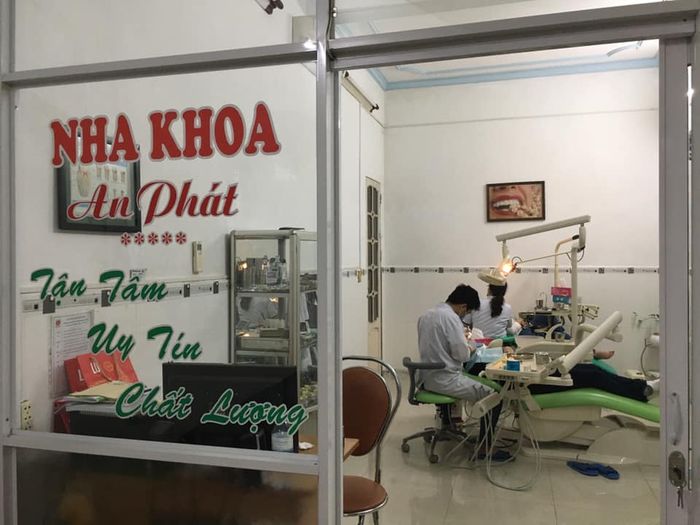 NHA KHOA
An Phát
*****
Tận Tâm
Uy Tín
Chất Lượng